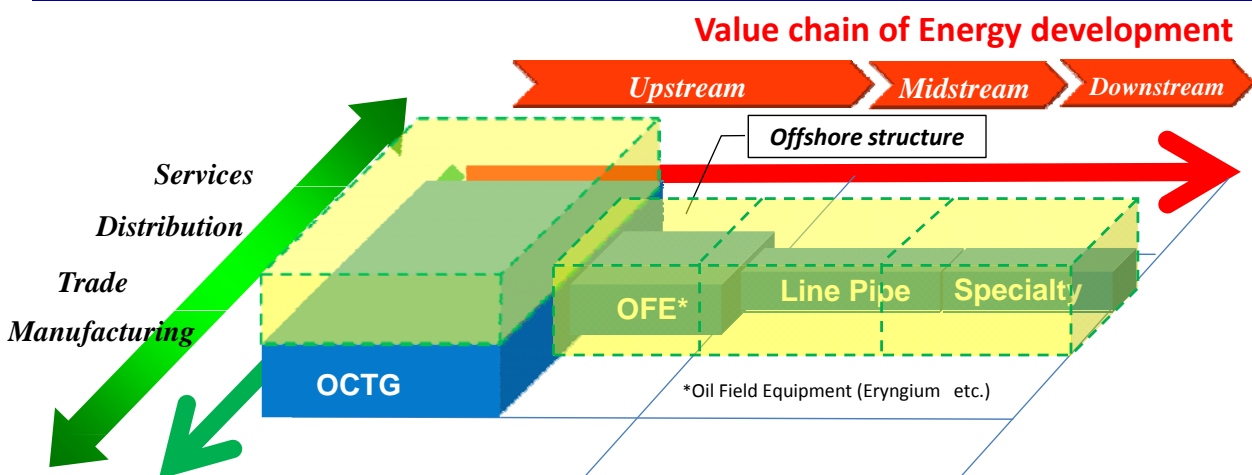 Value chain of Energy development
Upstream
Midstream
Downstream
Offshore structure
Services
Distribution
Trade
Manufacturing
OFE*
Line Pipe
Specialty
OCTG
*Oil Field Equipment (Eryngium etc.)